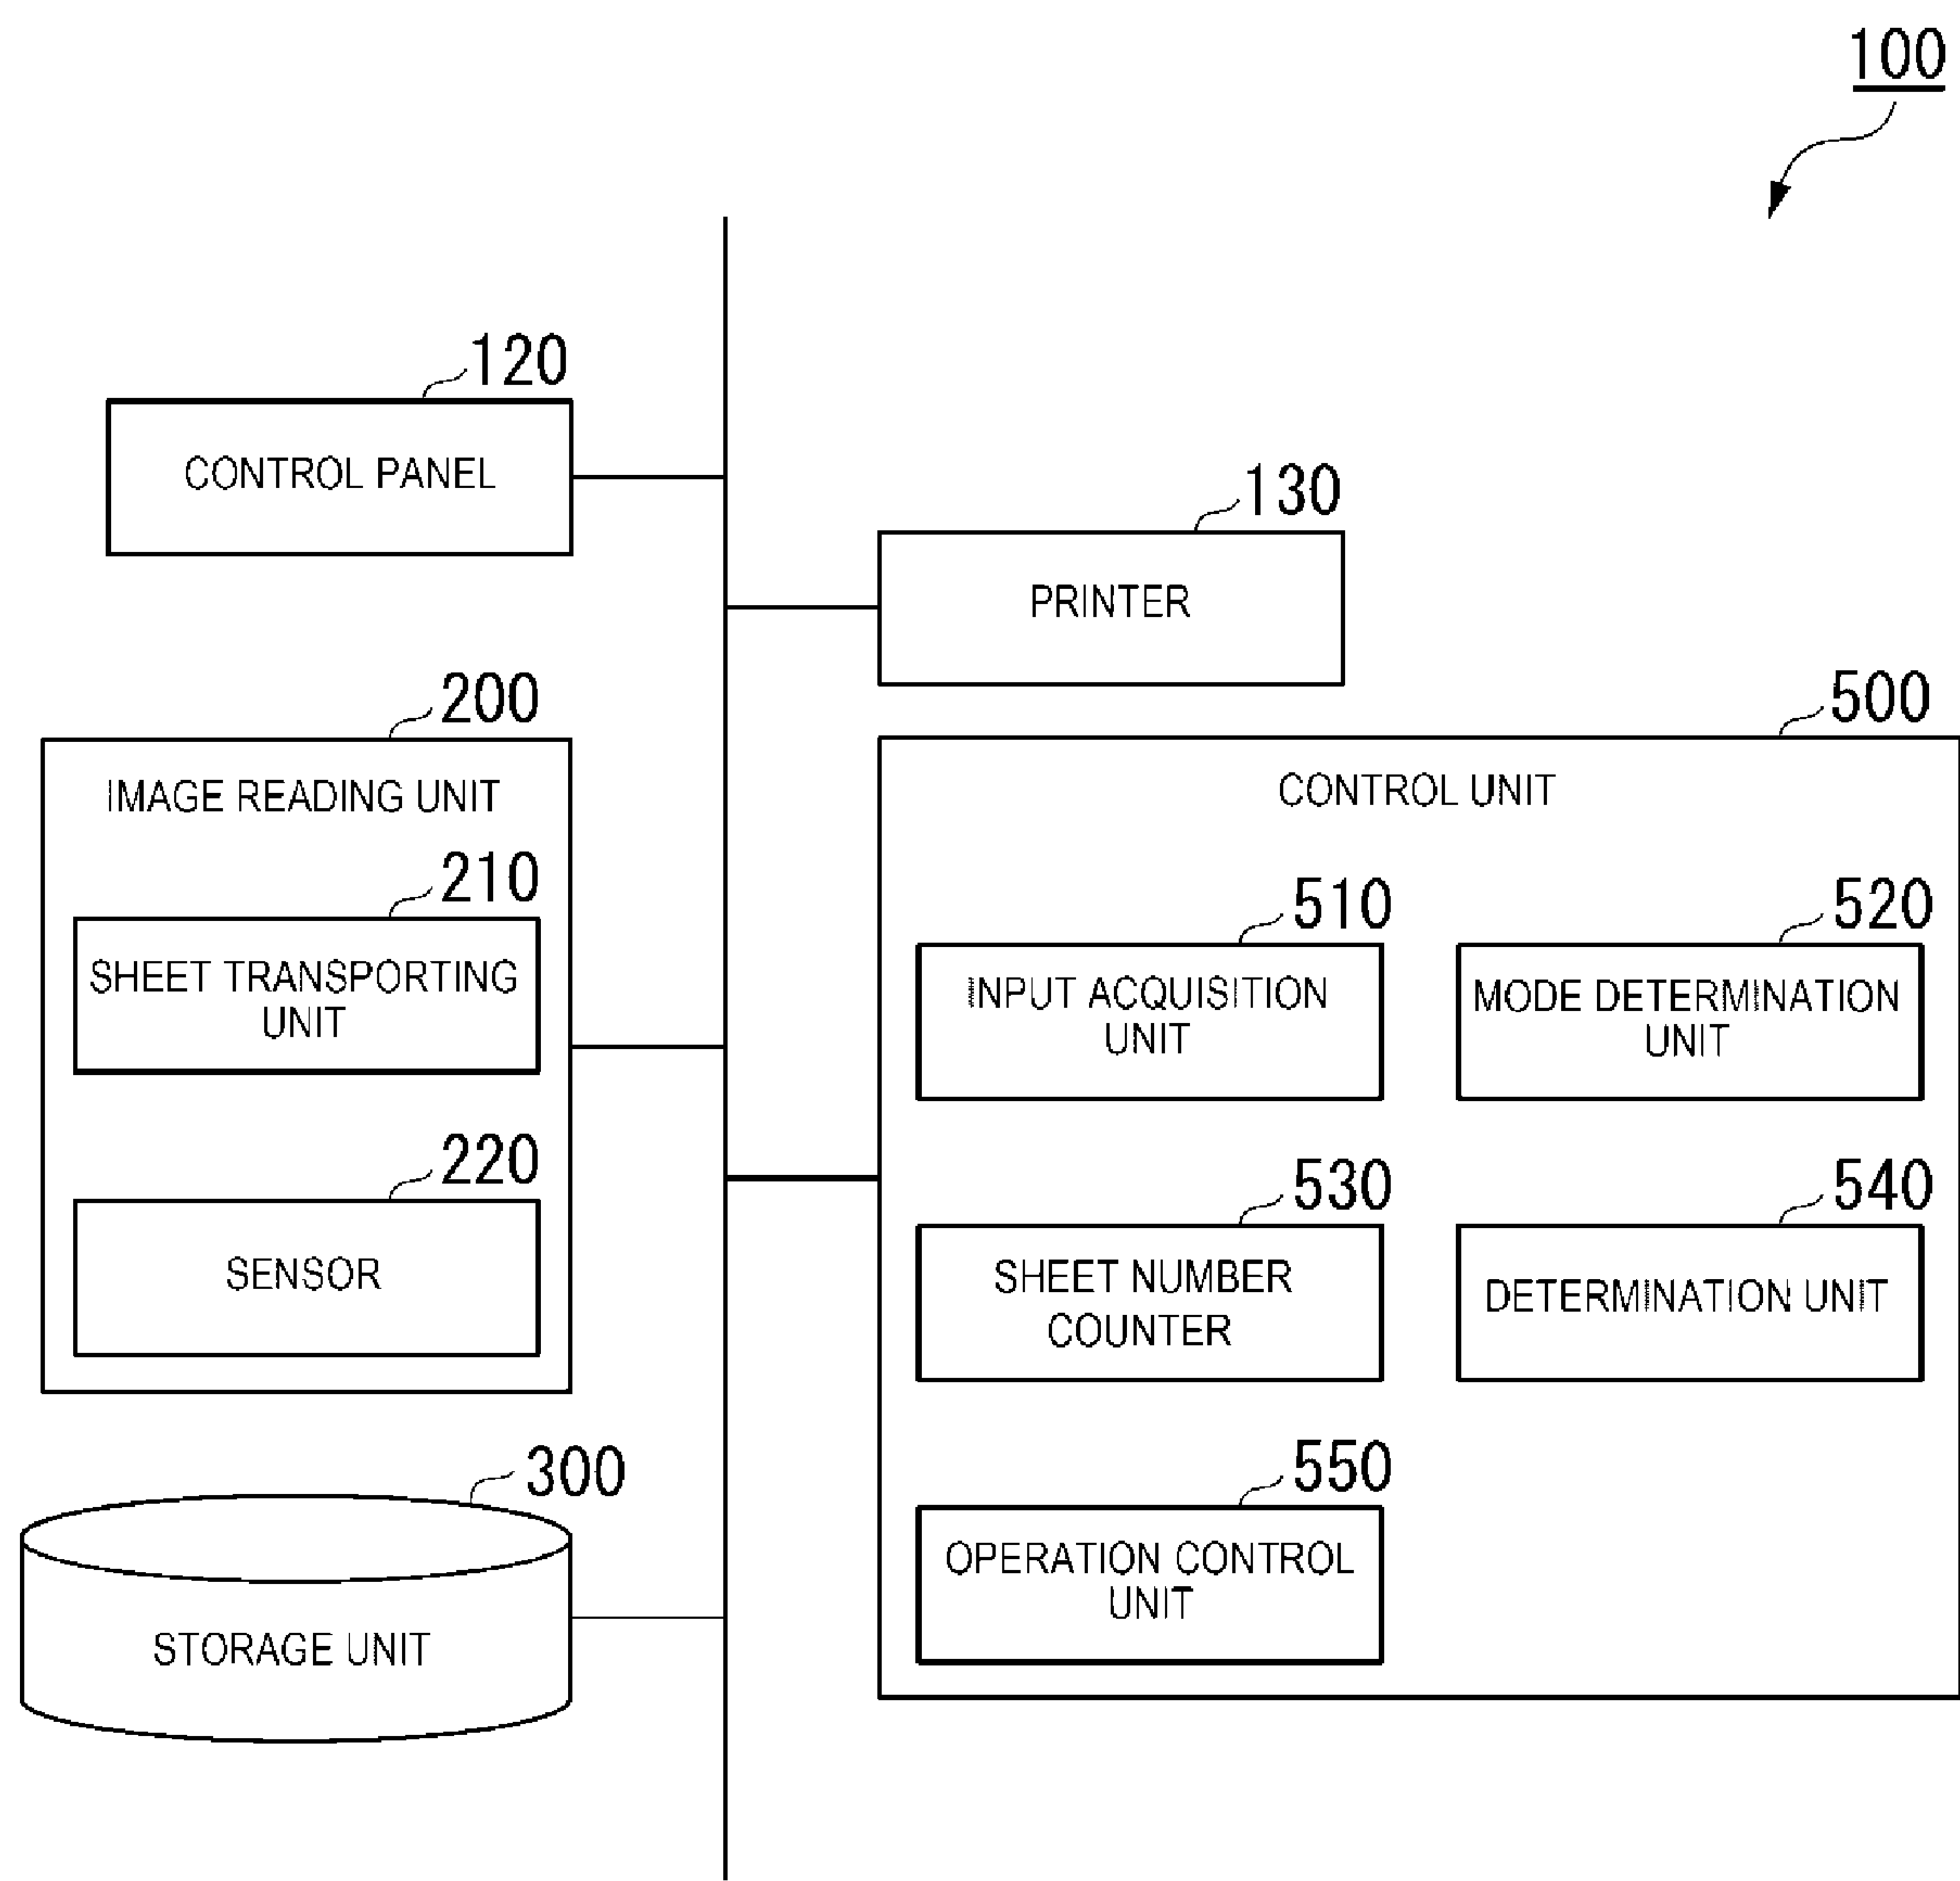 100
120
CONTROL PANEL
130
PRINTER
200
IMAGE READING UNIT
210
SHEET TRANSPORTING
UNIT
220
SENSOR
300
STORAGE UNIT
500
CONTROL UNIT
510
INPUT ACQUISITION
UNIT
520
MODE DETERMINATION
UNIT
530
SHEET NUMBER
COUNTER
540
DETERMINATION UNIT
550
OPERATION CONTROL
UNIT